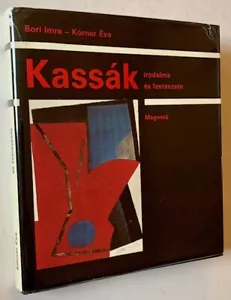 Bori Imre – Körner Éva
Kassák
irodalma
és festészete
Magvető